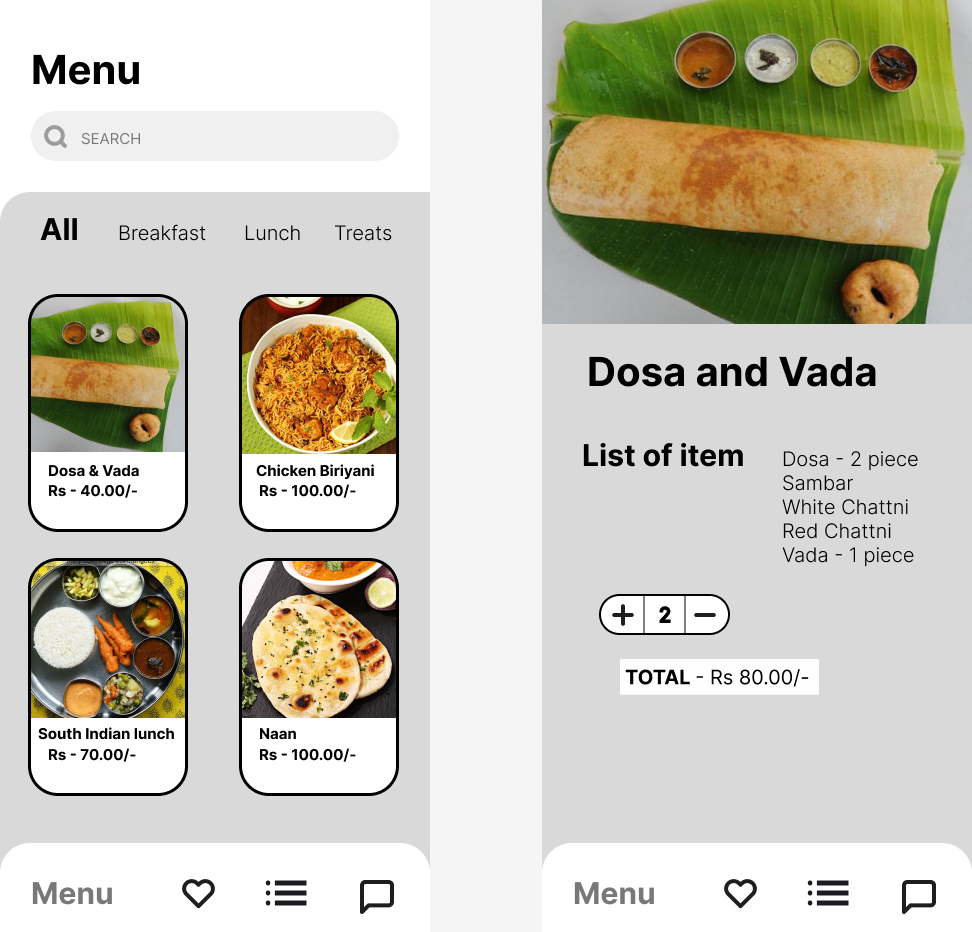 Menu
SEARCH
All Breakfast Lunch Treats
Dosa & Vada
Rs - 40.00/-
Chicken Biriyani
Rs - 100.00/-
South Indian lunch
Rs - 70.00/-
Naan
Rs - 100.00/-
Menu
Dosa and Vada
List of item
Dosa - 2 piece
Sambar
White Chattni
Red Chattni
Vada - 1 piece
2
TOTAL - Rs 80.00/-
Menu